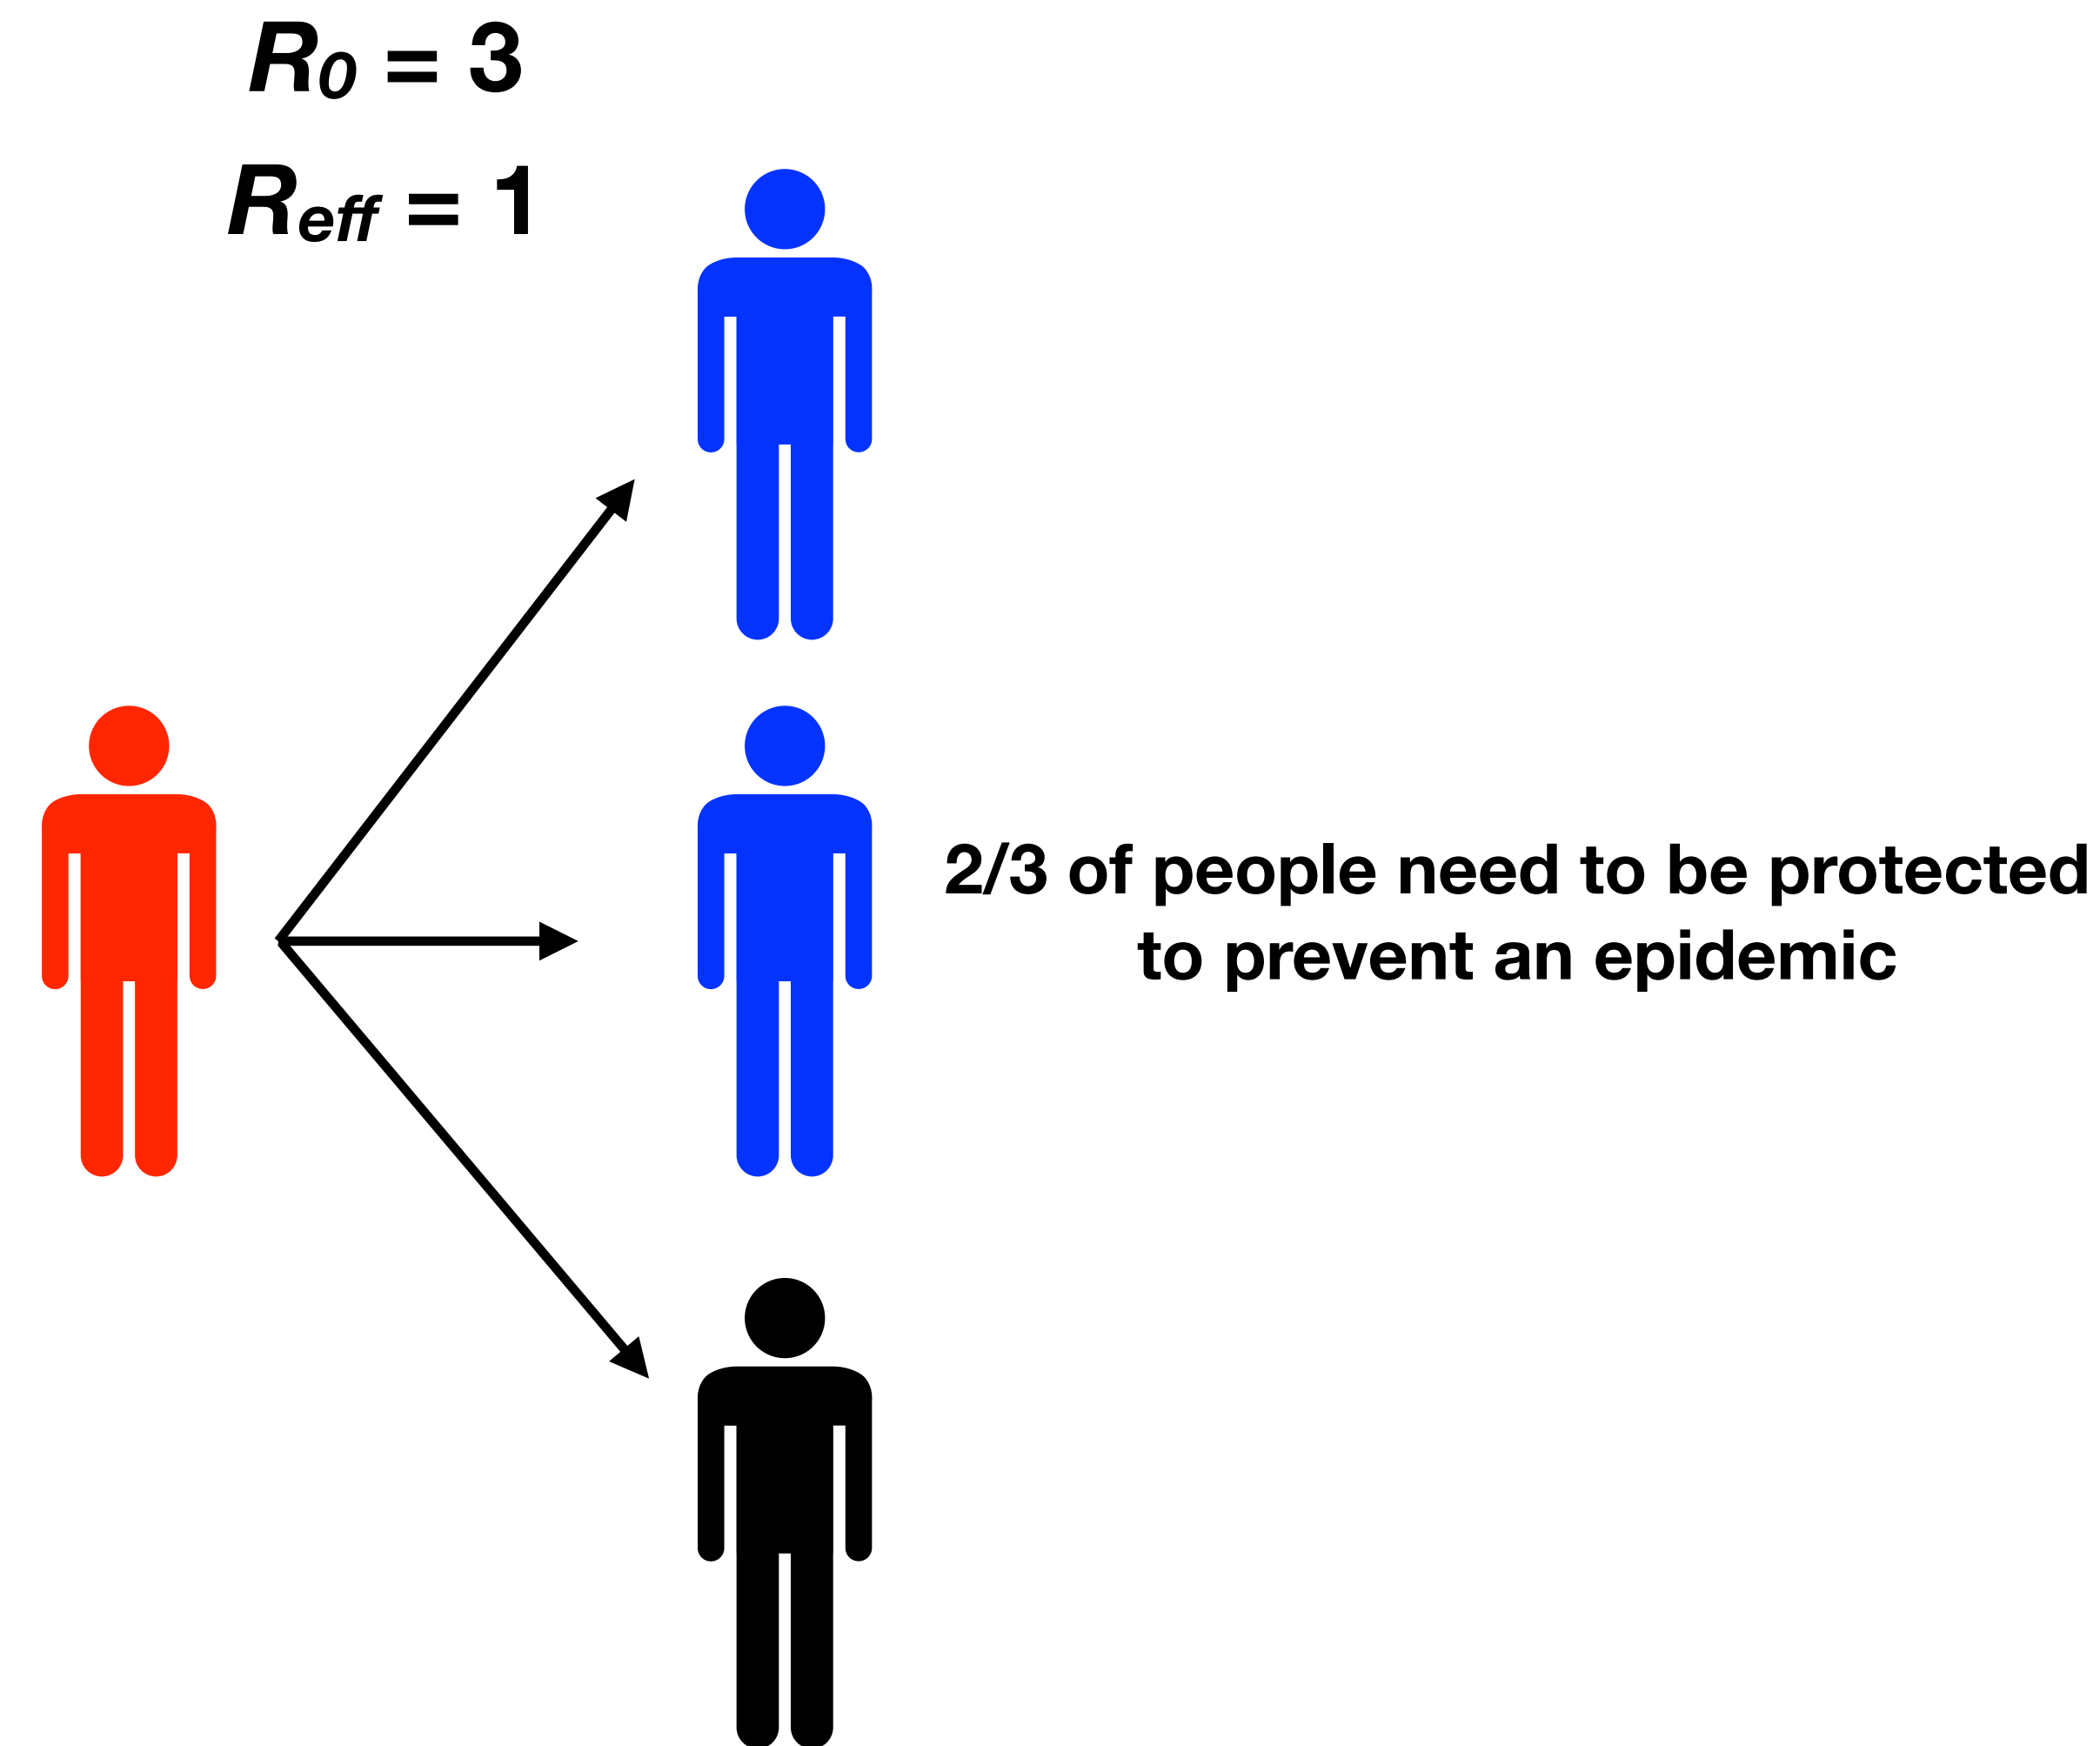 R0 = 3
Reff = 1
2/3 of people need to be protected
to prevent an epidemic